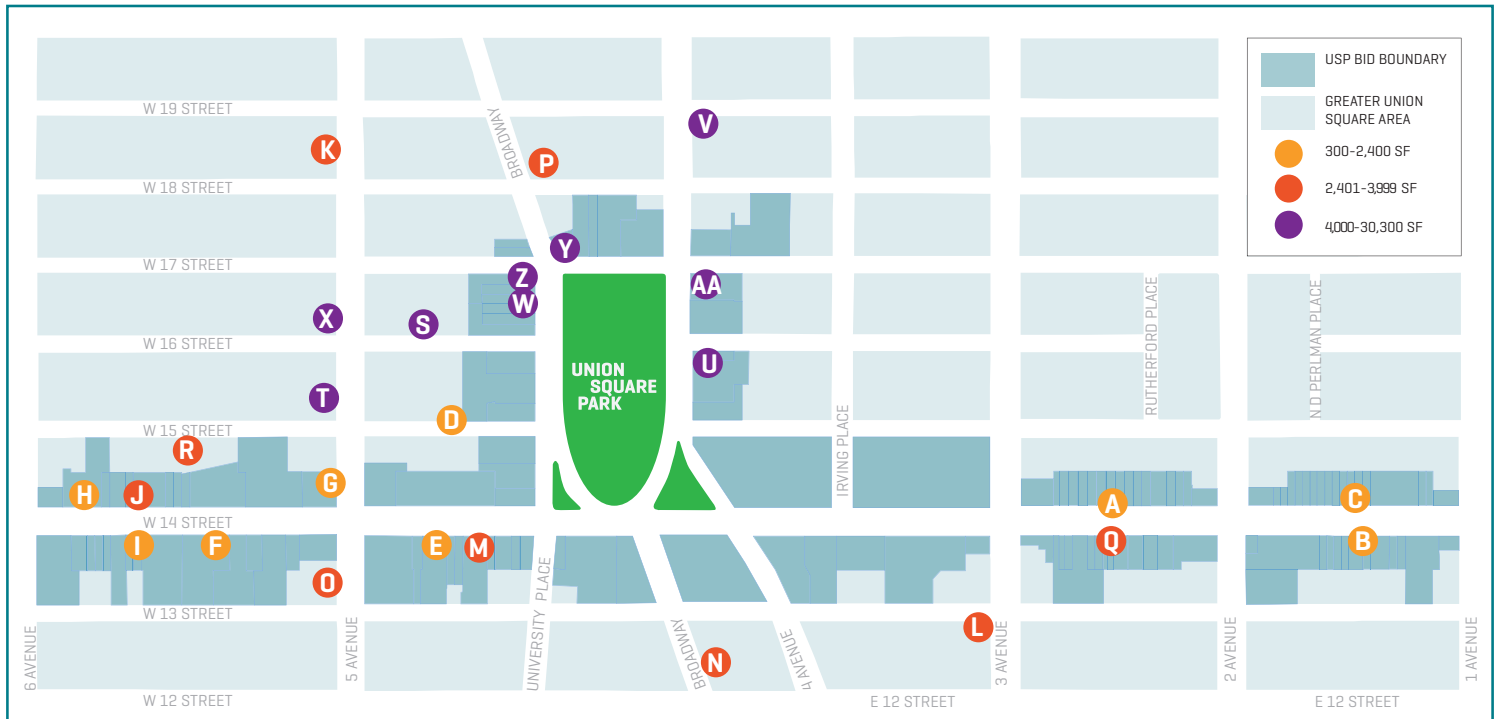 W 19 STREET
W 18 STREET
W 17 STREET
W 16 STREET
W 15 STREET
W 14 STREET
W 13 STREET
W 12 STREET
E 12 STREET
E 12 STREET
6 AVENUE
5 AVENUE
UNIVERSITY PLACE
BROADWAY
BROADWAY
4 AVENUE
3 AVENUE
2 AVENUE
1 AVENUE
IRVING PLACE
RUTHERFORD PLACE
N D PERLMAN PLACE
UNION
SQUARE
PARK
K
P
V
Y
Z
W
AA
X
S
U
T
D
R
G
H
J
A
C
I
F
E
M
Q
B
O
L
N
USP BID BOUNDARY
GREATER UNION
SQUARE AREA
300-2,400 SF
2,401-3,999 SF
4,000-30,300 SF